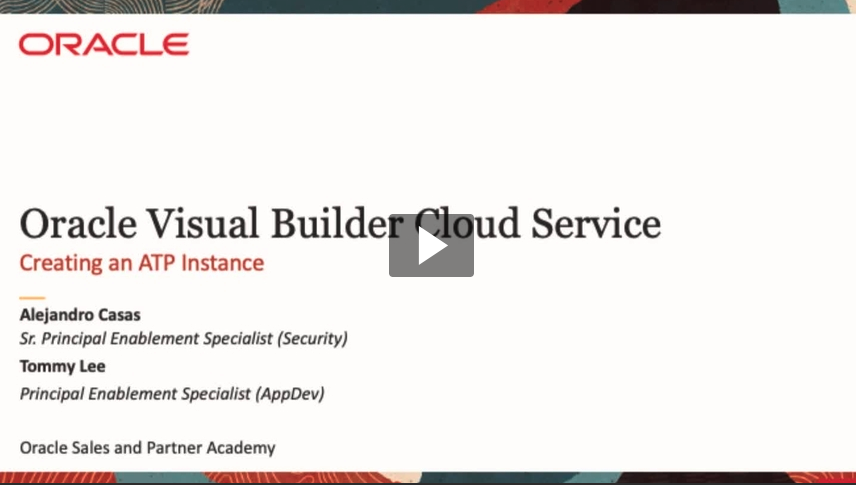 ORACLE
Oracle Visual Builder Cloud Service
Creating an ATP Instance
Alejandro Casas
Sr. Principal Enablement Specialist (Security)
Tommy Lee
Principal Enablement Specialist (AppDev)
Oracle Sales and Partner Academy